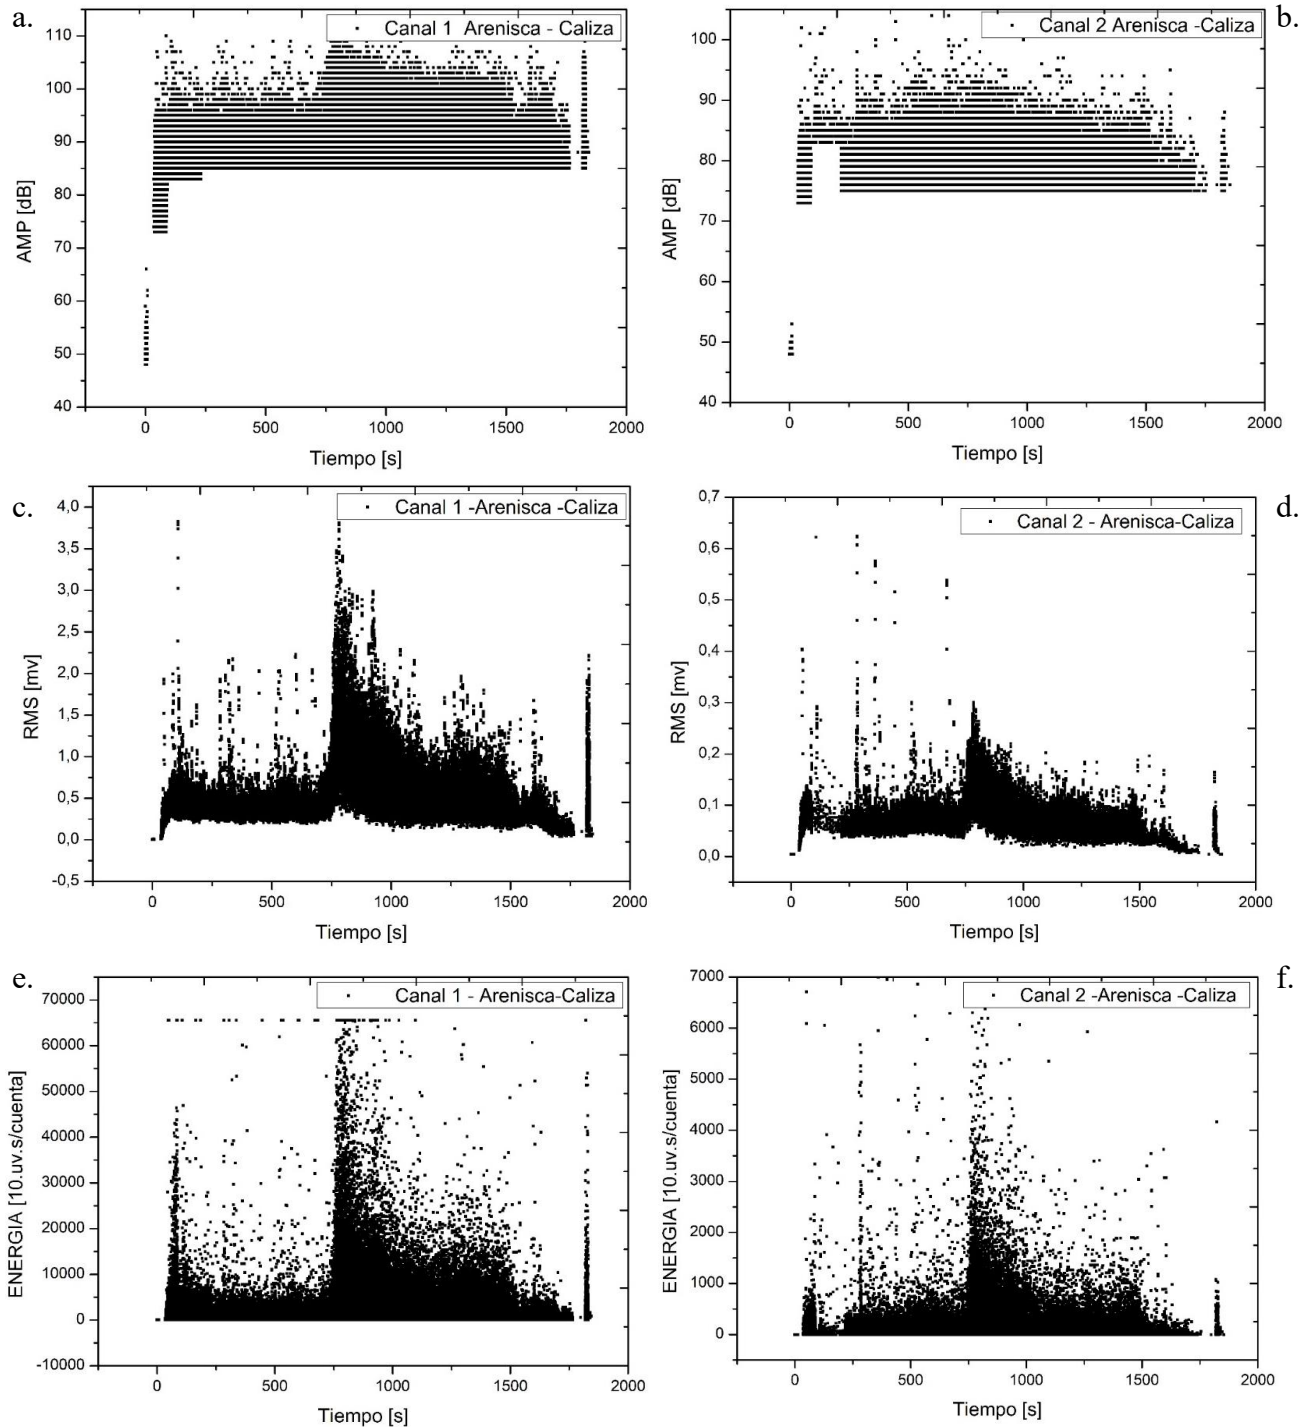 a.
Canal 1 Arenisca - Caliza
110
100
90
80
70
60
50
40
AMP [dB]
0 500 1000 1500 2000
Tiempo [s]
b.
Canal 2 Arenisca -Caliza
100
90
80
70
60
50
40
AMP [dB]
0 500 1000 1500 2000
Tiempo [s]
c.
Canal 1 -Arenisca -Caliza
4,0
3,5
3,0
2,5
2,0
1,5
1,0
0,5
0,0
-0,5
RMS [mv]
0 500 1000 1500 2000
Tiempo [s]
d.
Canal 2 - Arenisca-Caliza
0,7
0,6
0,5
0,4
0,3
0,2
0,1
0,0
RMS [mv]
0 500 1000 1500 2000
Tiempo [s]
e.
Canal 1 - Arenisca-Caliza
70000
60000
50000
40000
30000
20000
10000
0
-10000
ENERGIA [10.uv.s/cuenta]
0 500 1000 1500 2000
Tiempo [s]
f.
Canal 2 -Arenisca -Caliza
7000
6000
5000
4000
3000
2000
1000
0
ENERGIA [10.uv.s/cuenta]
0 500 1000 1500 2000
Tiempo [s]